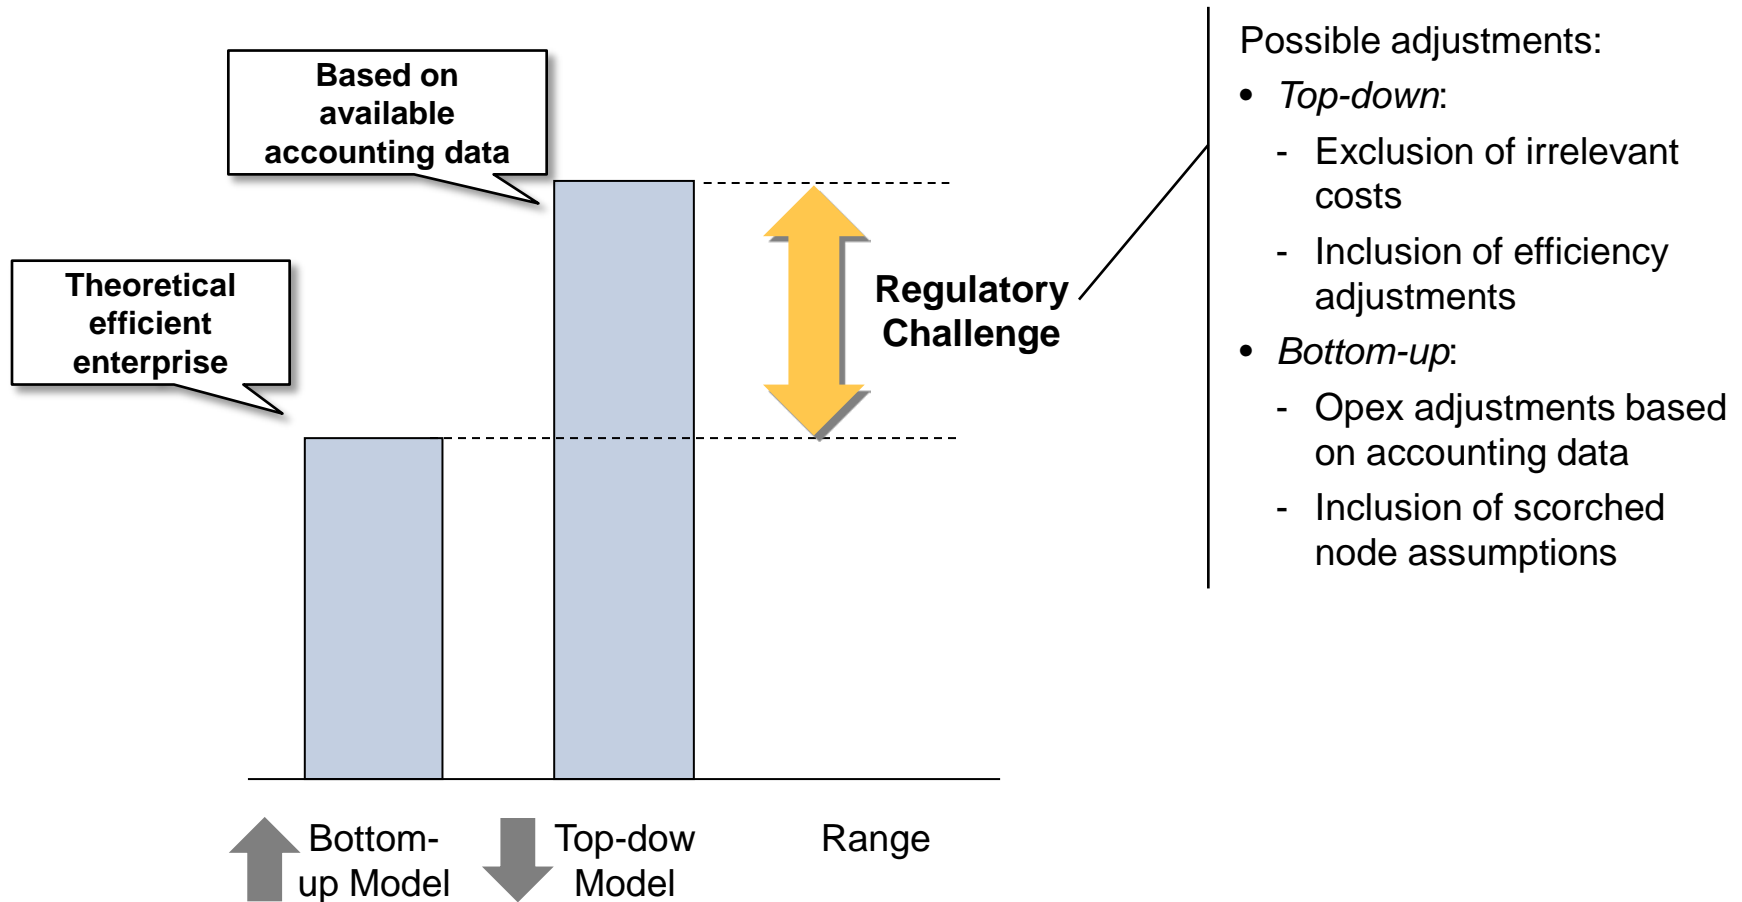 Based on
available
accounting data
Theoretical
efficient
enterprise
Regulatory
Challenge
Bottom-
up Model
Top-dow
Model
Range
Possible adjustments:
• Top-down:
- Exclusion of irrelevant
costs
- Inclusion of efficiency
adjustments
• Bottom-up:
- Opex adjustments based
on accounting data
- Inclusion of scorched
node assumptions